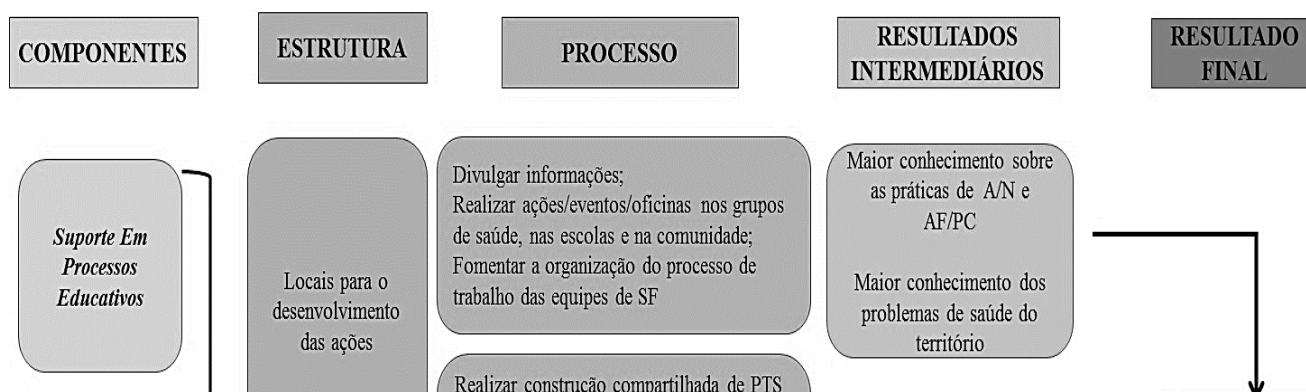 COMPONENTES
ESTRUTURA
PROCESSO
RESULTADOS
INTERMEDIÁRIOS
RESULTADO
FINAL
Suporte Em
Processos
Educativos
Locais para o
desenvolvimento
das ações
Divulgar informações;
Realizar ações/eventos/oficinas nos grupos
de saúde, nas escolas e na comunidade;
Fomentar a organização do processo de
trabalho das equipes de SF
Realizar construção compartilhada de PTS
Maior conhecimento sobre
as práticas de A/N e
AF/PC
Maior conhecimento dos
problemas de saúde do
território